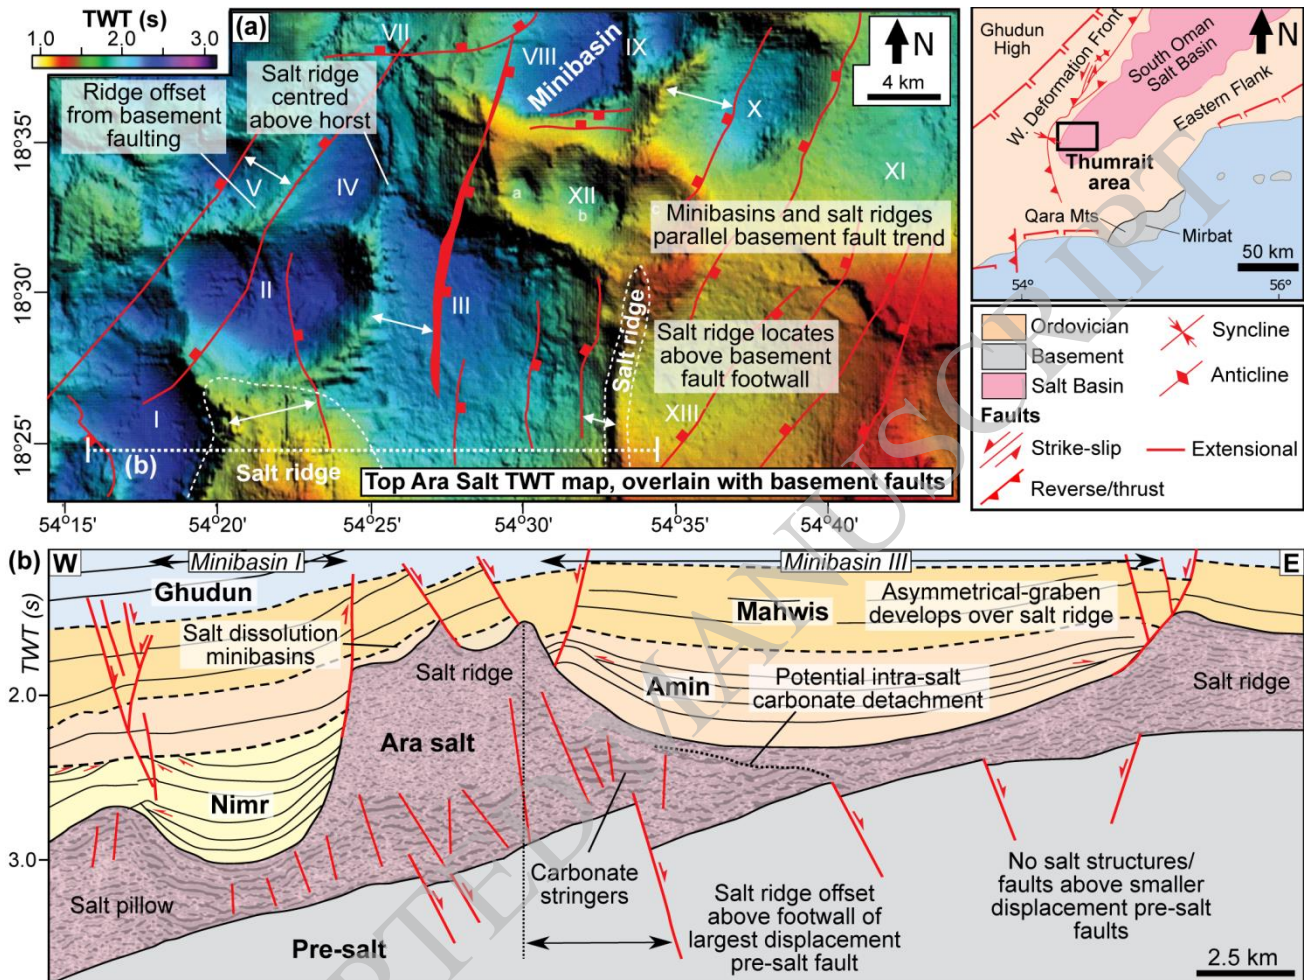 TWT (s)
1.0 2.0 3.0
(a)
VII
VIII
IX
Minibasin
N
4 km
Ridge offset
from basement
faulting
Salt ridge
centred
above horst
X
XI
V
IV
XII
a
b
c
Minibasins and salt ridges
parallel basement fault trend
II
III
Salt ridge
Salt ridge locates
above basement
fault footwall
I
XIII
(b)
Salt ridge
Top Ara Salt TWT map, overlain with basement faults
18°35'
18°30'
18°25'
54°15' 54°20' 54°25' 54°30' 54°35' 54°40'
Ghudun
High
W. Deformation Front
South Oman
Salt Basin
N
Eastern Flank
Thumrait
area
Qara Mts
Mirbat
50 km
54° 56°
Ordovician
Basement
Salt Basin
Syncline
Anticline
Faults
Strike-slip
Extensional
Reverse/thrust
(b) W
Minibasin I
Minibasin III
E
Ghudun
Mahwis
Asymmetrical-graben
develops over salt ridge
Salt dissolution
minibasins
TWT (s)
2.0
3.0
Salt ridge
Amin
Potential intra-salt
carbonate detachment
Salt ridge
Ara salt
Nimr
Carbonate
stringers
Salt pillow
Pre-salt
Salt ridge offset
above footwall of
largest displacement
pre-salt fault
No salt structures/
faults above smaller
displacement pre-salt
faults
2.5 km
PTED MANUSCRIPT